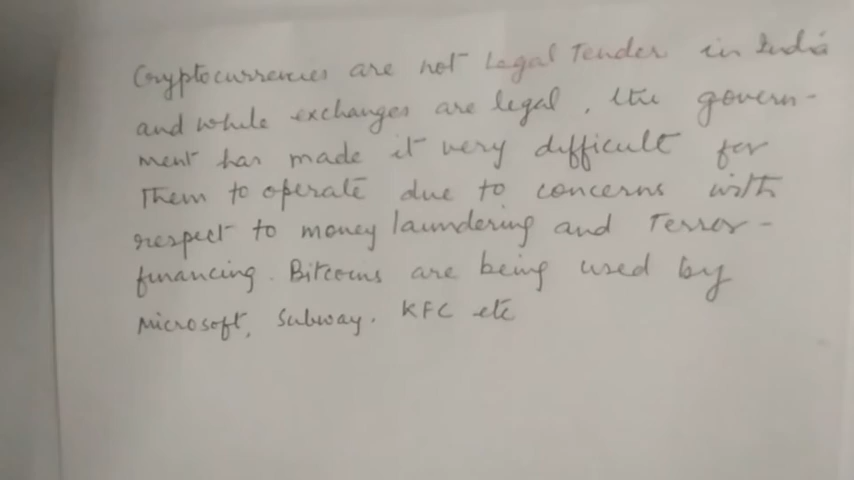 Cryptocurrencies are not Legal Tender in India
and while exchanges are legal, the govern-
ment has made it very difficult for
Them to operate due to concerns with
respect to money laundering and Terror-
financing. Bitcoins are being used by
Microsoft, Subway. KFC etc